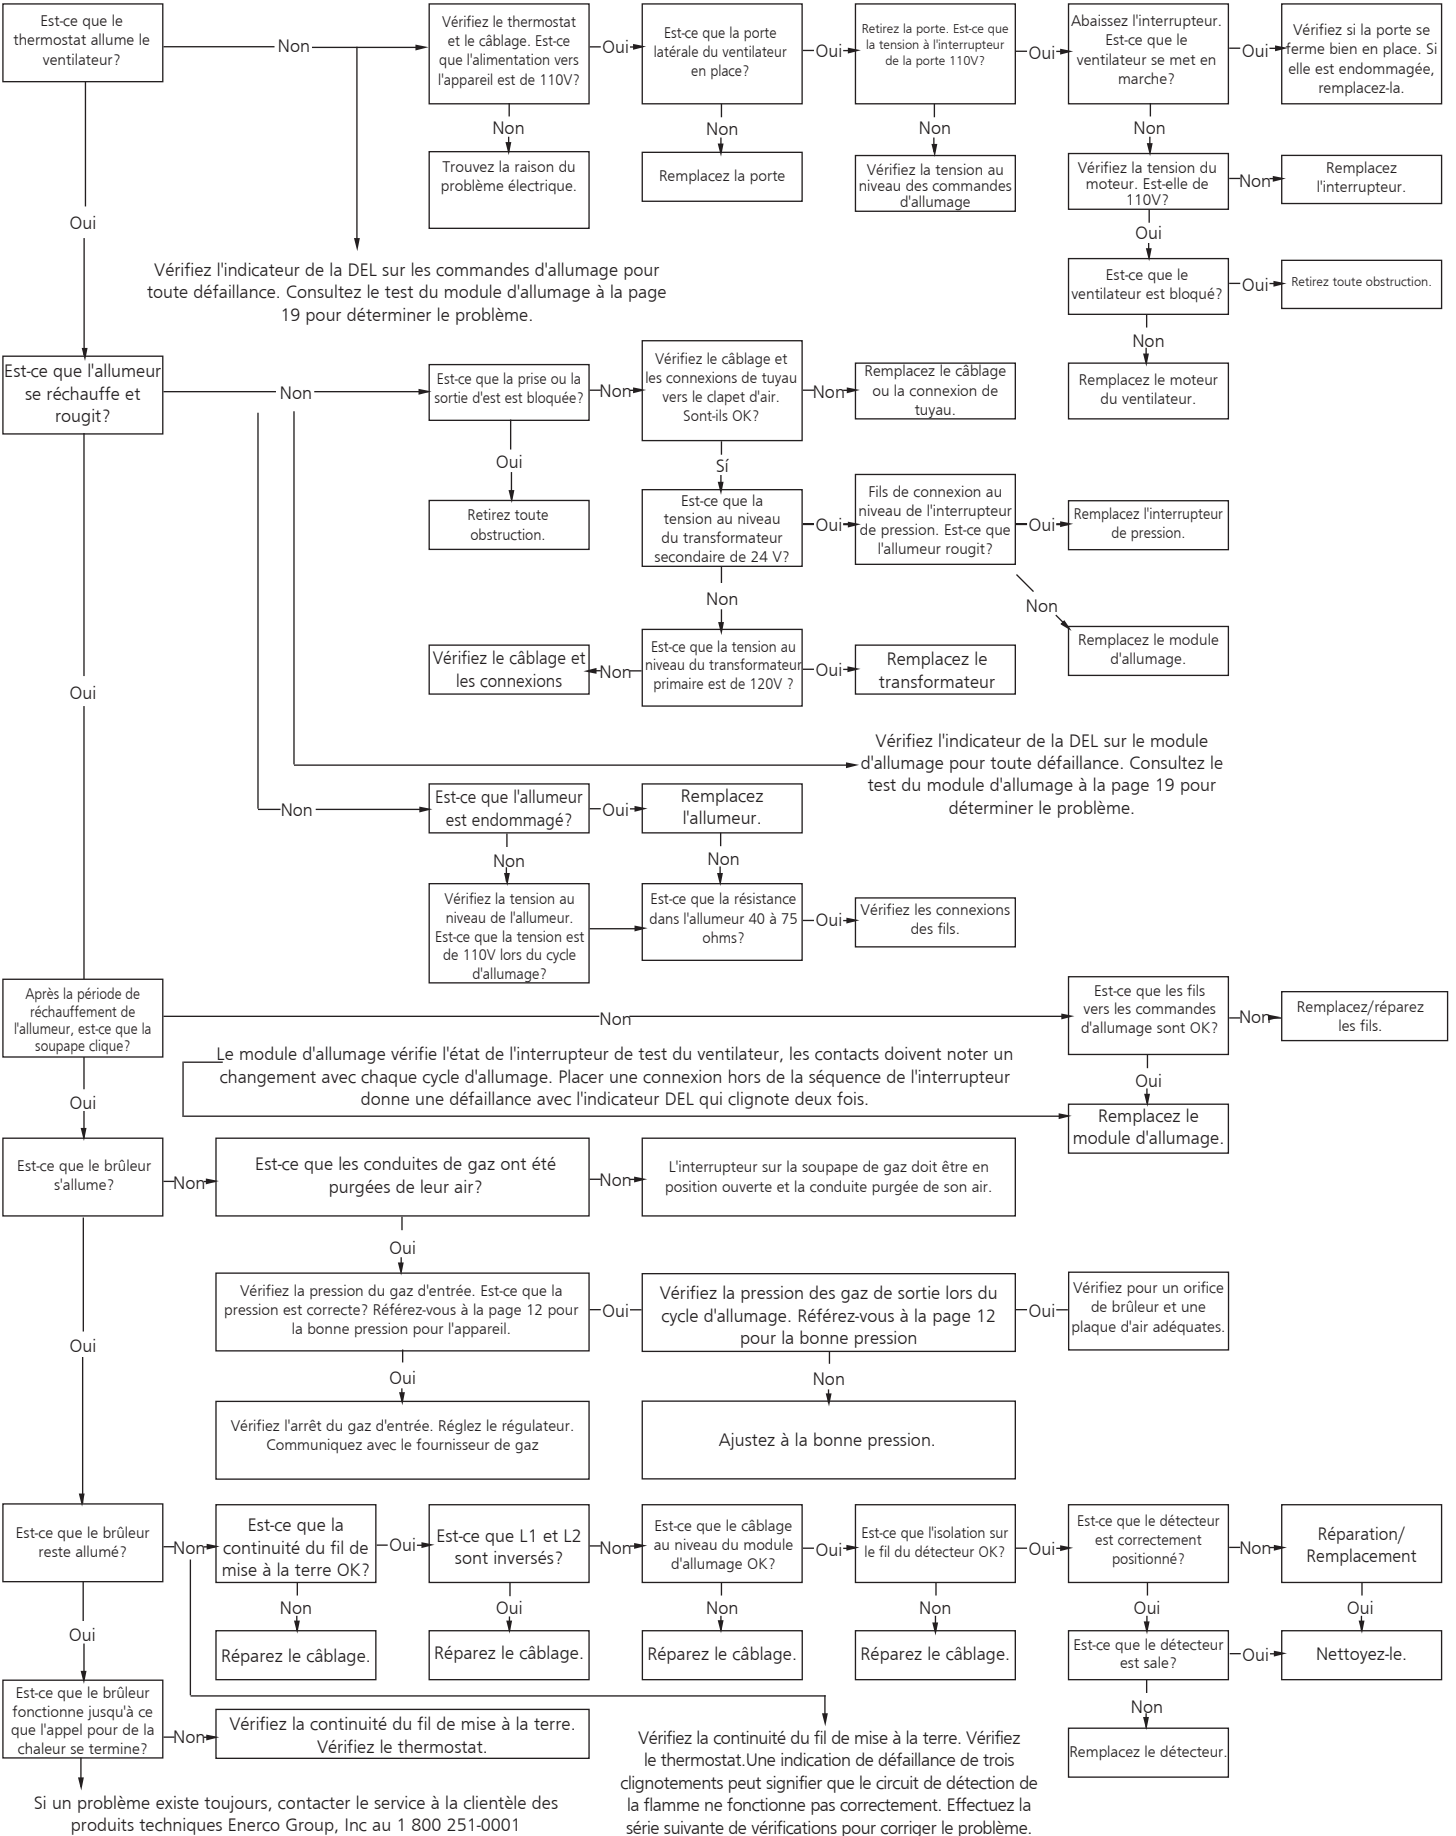 Est-ce que le
thermostat allume le
ventilateur?
Non
Vérifiez le thermostat
et le câblage. Est-ce
que l'alimentation vers
l'appareil est de 110V?
Oui
Est-ce que la porte
latérale du ventilateur
en place?
Oui
Retirez la porte. Est-ce que
la tension à l'interrupteur
de la porte 110V?
Oui
Abaissez l'interrupteur.
Est-ce que le
ventilateur se met en
marche?
Oui
Vérifiez si la porte se
ferme bien en place. Si
elle est endommagée,
remplacez-la.
Non
Non
Non
Non
Trouvez la raison du
problème électrique.
Remplacez la porte
Vérifiez la tension au
niveau des commandes
d'allumage
Vérifiez la tension du
moteur. Est-elle de
110V?
Non
Remplacez
l'interrupteur.
Oui
Oui
Vérifiez l'indicateur de la DEL sur les commandes d'allumage pour
toute défaillance. Consultez le test du module d'allumage à la page
19 pour déterminer le problème.
Est-ce que le
ventilateur est bloqué?
Oui
Retirez toute obstruction.
Non
Remplacez le moteur
du ventilateur.
Est-ce que l'allumeur
se réchauffe et
rougit?
Non
Est-ce que la prise ou la
sortie d'est est bloquée?
Non
Vérifiez le câblage et
les connexions de tuyau
vers le clapet d'air.
Sont-ils OK?
Non
Remplacez le câblage
ou la connexion de
tuyau.
Oui
Sí
Retirez toute
obstruction.
Est-ce que la
tension au niveau
du transformateur
secondaire de 24 V?
Oui
Fils de connexion au
niveau de l'interrupteur
de pression. Est-ce que
l'allumeur rougit?
Oui
Remplacez l'interrupteur
de pression.
Non
Non
Remplacez le module
d'allumage.
Vérifiez le câblage et
les connexions
Non
Est-ce que la tension au
niveau du transformateur
primaire est de 120V ?
Oui
Remplacez le
transformateur
Oui
Vérifiez l'indicateur de la DEL sur le module
d'allumage pour toute défaillance. Consultez le
test du module d'allumage à la page 19 pour
déterminer le problème.
Non
Est-ce que l'allumeur
est endommagé?
Oui
Remplacez
l'allumeur.
Non
Non
Vérifiez la tension au
niveau de l'allumeur.
Est-ce que la tension est
de 110V lors du cycle
d'allumage?
Est-ce que la résistance
dans l'allumeur 40 à 75
ohms?
Oui
Vérifiez les connexions
des fils.
Après la période de
réchauffement de
l'allumeur, est-ce que la
soupape clique?
Non
Est-ce que les fils
vers les commandes
d'allumage sont OK?
Non
Remplacez/réparez
les fils.
Oui
Le module d'allumage vérifie l'état de l'interrupteur de test du ventilateur, les contacts doivent noter un
changement avec chaque cycle d'allumage. Placer une connexion hors de la séquence de l'interrupteur
donne une défaillance avec l'indicateur DEL qui clignote deux fois.
Oui
Remplacez le
module d'allumage.
Est-ce que le brûleur
s'allume?
Non
Est-ce que les conduites de gaz ont été
purgées de leur air?
Non
L'interrupteur sur la soupape de gaz doit être en
position ouverte et la conduite purgée de son air.
Oui
Oui
Vérifiez la pression du gaz d'entrée. Est-ce que la
pression est correcte? Référez-vous à la page 12 pour
la bonne pression pour l'appareil.
Oui
Vérifiez la pression des gaz de sortie lors du
cycle d'allumage. Référez-vous à la page 12
pour la bonne pression
Oui
Vérifiez pour un orifice
de brûleur et une
plaque d'air adéquates.
Oui
Non
Vérifiez l'arrêt du gaz d'entrée. Réglez le régulateur.
Communiquez avec le fournisseur de gaz
Ajustez à la bonne pression.
Est-ce que le brûleur
reste allumé?
Non
Est-ce que la
continuité du fil de
mise à la terre OK?
Oui
Est-ce que L1 et L2
sont inversés?
Non
Est-ce que le câblage
au niveau du module
d'allumage OK?
Oui
Est-ce que l'isolation sur
le fil du détecteur OK?
Oui
Est-ce que le détecteur
est correctement
positionné?
Non
Réparation/
Remplacement
Oui
Non
Oui
Non
Non
Oui
Oui
Réparez le câblage.
Réparez le câblage.
Réparez le câblage.
Réparez le câblage.
Est-ce que le détecteur
est sale?
Oui
Nettoyez-le.
Non
Remplacez le détecteur.
Est-ce que le brûleur
fonctionne jusqu'à ce
que l'appel pour de la
chaleur se termine?
Non
Vérifiez la continuité du fil de mise à la terre.
Vérifiez le thermostat.
Vérifiez la continuité du fil de mise à la terre. Vérifiez
le thermostat.Une indication de défaillance de trois
clignotements peut signifier que le circuit de détection de
la flamme ne fonctionne pas correctement. Effectuez la
série suivante de vérifications pour corriger le problème.
Si un problème existe toujours, contacter le service à la clientèle des
produits techniques Enerco Group, Inc au 1 800 251-0001